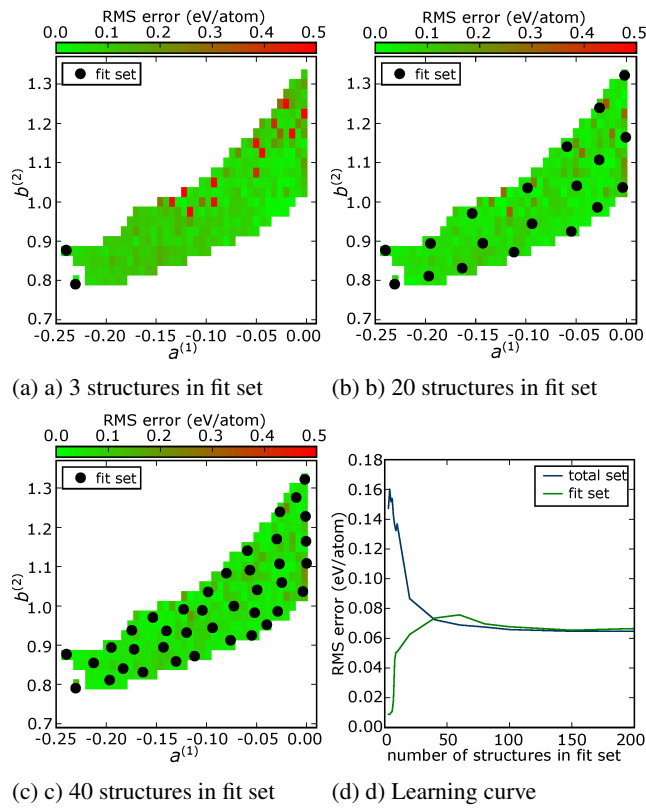 RMS error (eV/atom)
0.0 0.1 0.2 0.3 0.4 0.5
fit set
b(2)
1.3
1.2
1.1
1.0
0.9
0.8
0.7
-0.25 -0.20 -0.15 -0.10 -0.05 0.00
a(1)
(a) a) 3 structures in fit set
RMS error (eV/atom)
0.0 0.1 0.2 0.3 0.4 0.5
fit set
b(2)
1.3
1.2
1.1
1.0
0.9
0.8
0.7
-0.25 -0.20 -0.15 -0.10 -0.05 0.00
a(1)
(b) b) 20 structures in fit set
RMS error (eV/atom)
0.0 0.1 0.2 0.3 0.4 0.5
fit set
b(2)
1.3
1.2
1.1
1.0
0.9
0.8
0.7
-0.25 -0.20 -0.15 -0.10 -0.05 0.00
a(1)
(c) c) 40 structures in fit set
total set
fit set
RMS error (eV/atom)
0.18
0.16
0.14
0.12
0.10
0.08
0.06
0.04
0.02
0.00
0 50 100 150 200
number of structures in fit set
(d) d) Learning curve